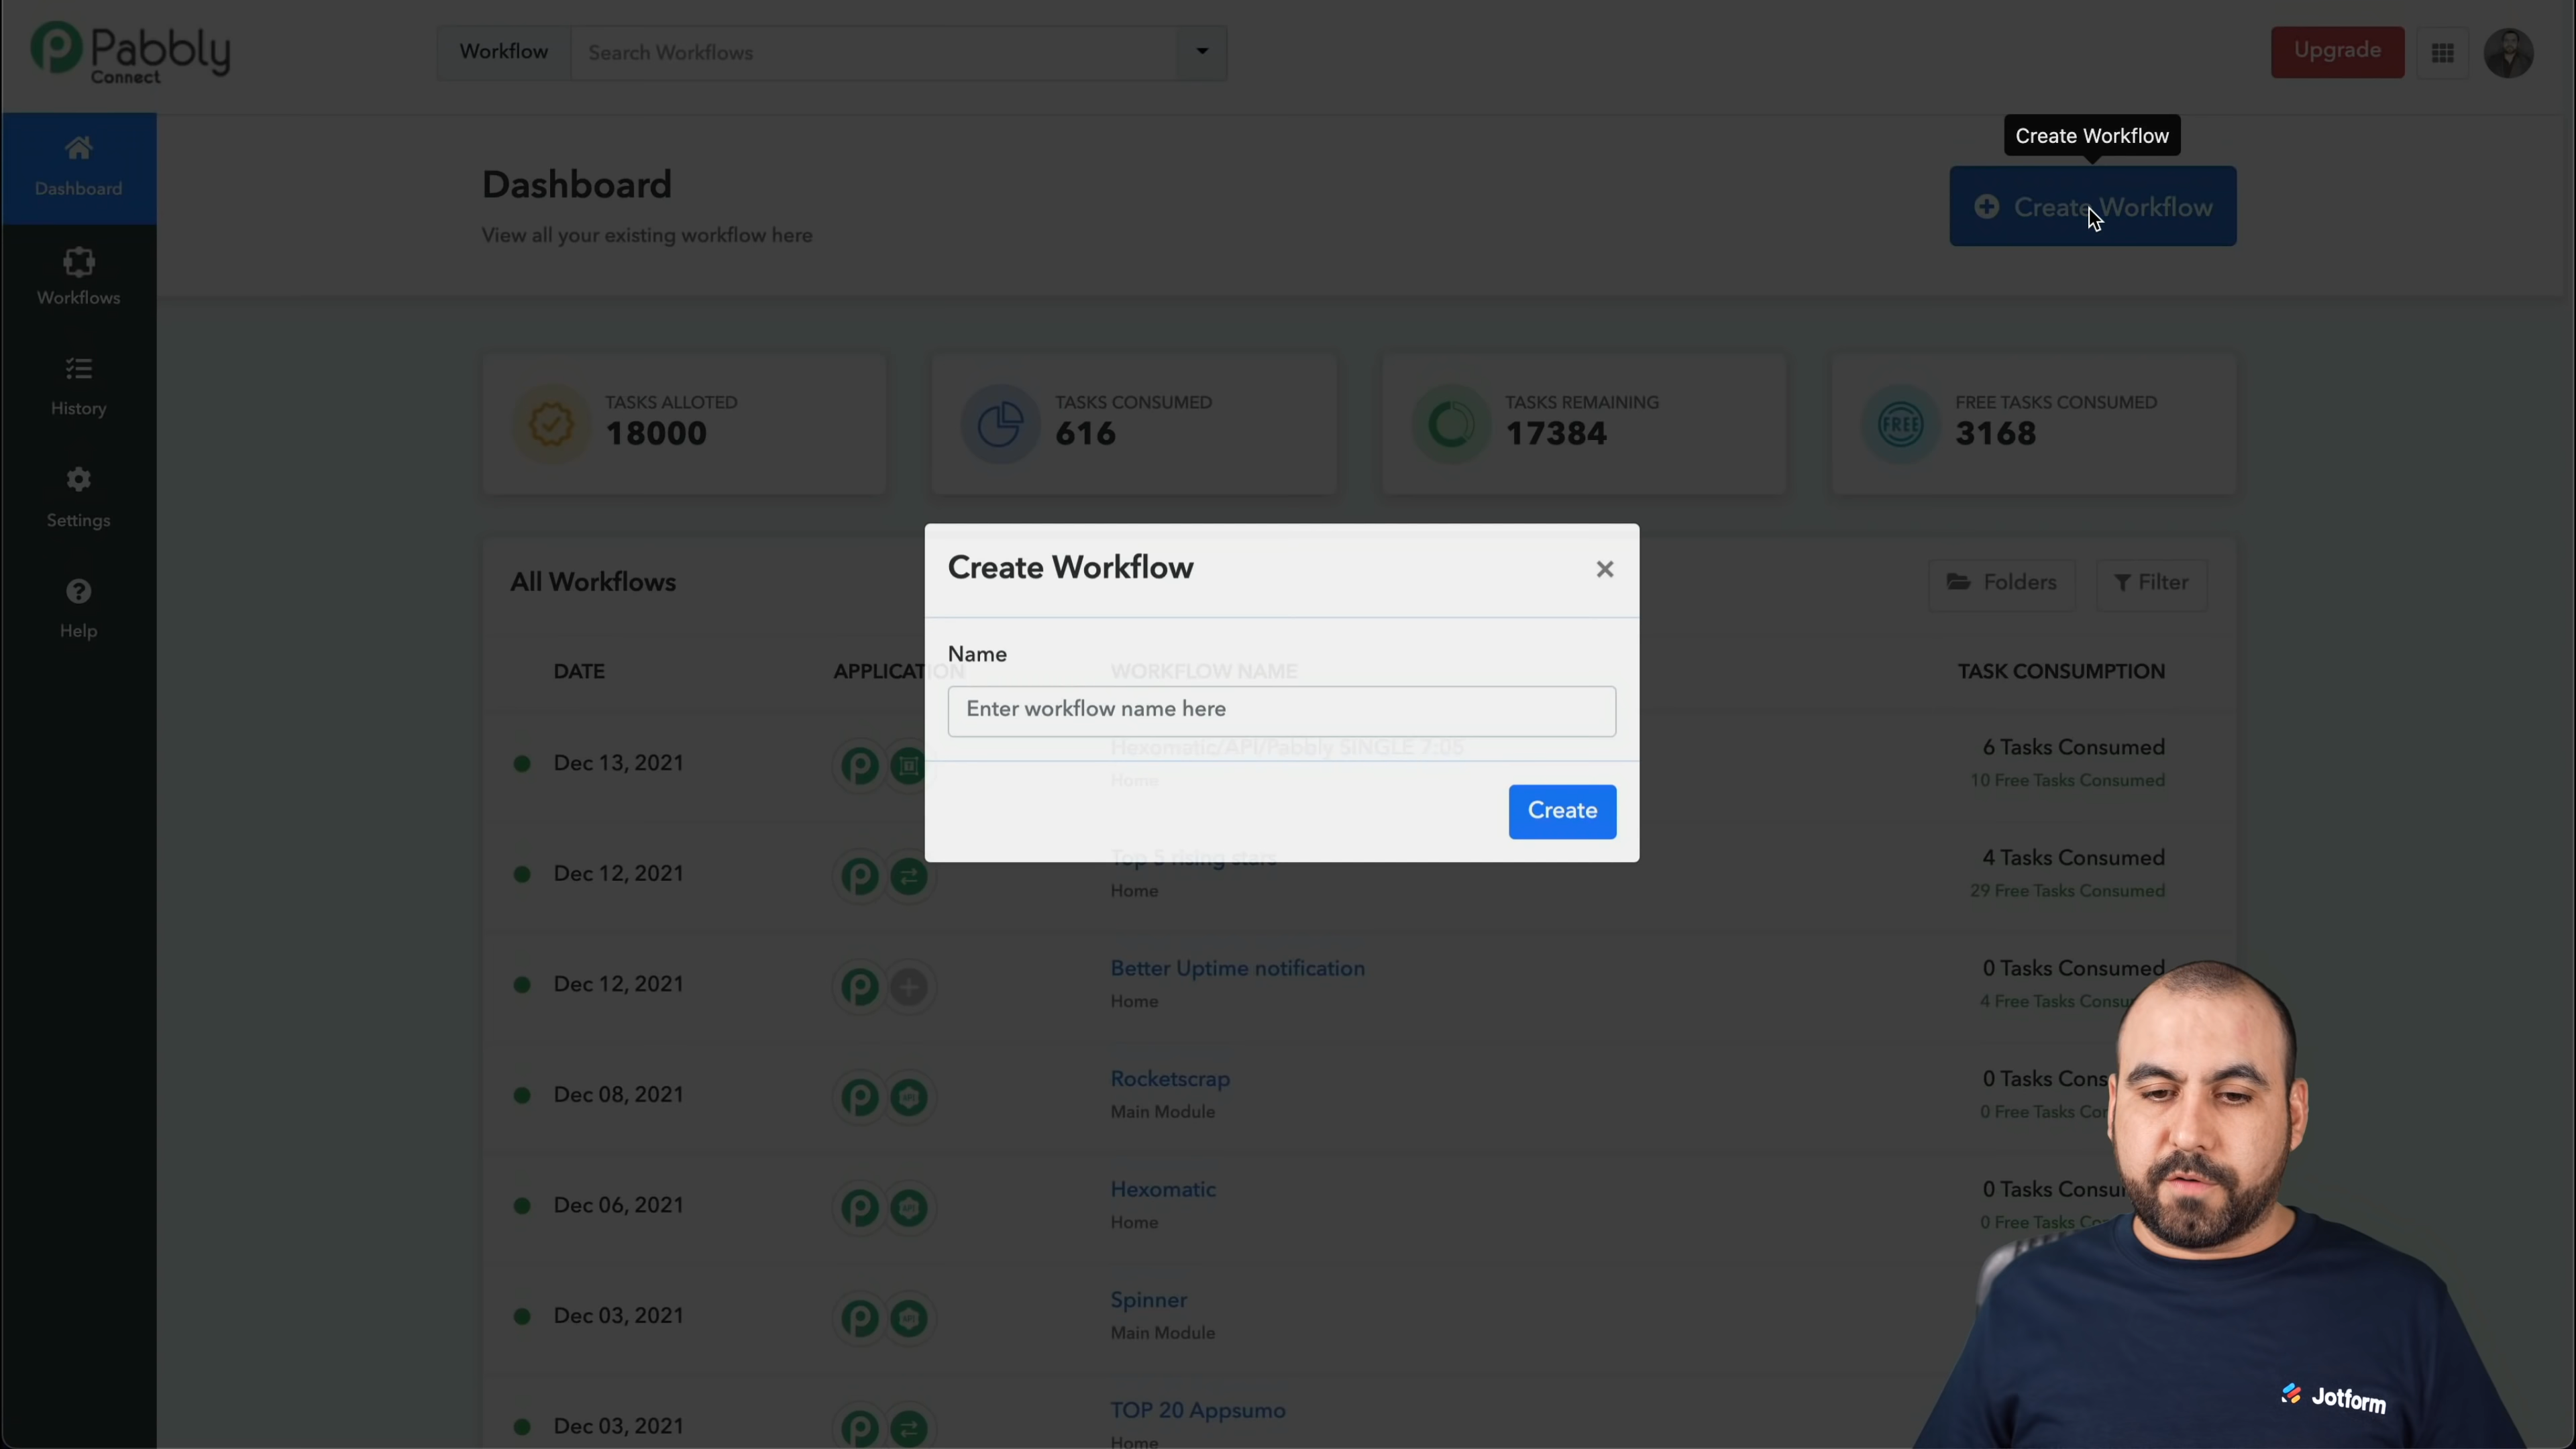 Pabbly
Connect
Workflow
Search Workflows
Upgrade
Create Workflow
Dashboard
Dashboard
View all your existing workflow here
Create Workflow
Workflows
History
Settings
Help
TASKS ALLOTED
18000
TASKS CONSUMED
616
TASKS REMAINING
17384
FREE
FREE TASKS CONSUMED
3168
All Workflows
Folders
Filter
Create Workflow
×
Name
Enter workflow name here
Create
DATE
APPLICATION
WORKFLOW NAME
TASK CONSUMPTION
Dec 13, 2021
Hexomatic/API/Pabbly SINGLE 7:05
Home
6 Tasks Consumed
10 Free Tasks Consumed
Dec 12, 2021
Top 5 rising stars
Home
4 Tasks Consumed
29 Free Tasks Consumed
Dec 12, 2021
Better Uptime notification
Home
0 Tasks Consumed
4 Free Tasks Consu
Dec 08, 2021
API
Rocketscrap
Main Module
0 Tasks Cons
0 Free Tasks Co
Dec 06, 2021
API
Hexomatic
Home
0 Tasks Consu
0 Free Tasks Co
Dec 03, 2021
API
Spinner
Main Module
Dec 03, 2021
TOP 20 Appsumo
Home
Jotform